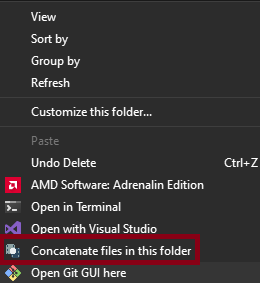 View
Sort by
Group by
Refresh
Customize this folder...
Paste
Undo Delete Ctrl+Z
AMD Software: Adrenalin Edition
Open in Terminal
Open with Visual Studio
Concatenate files in this folder
Open Git GUI here